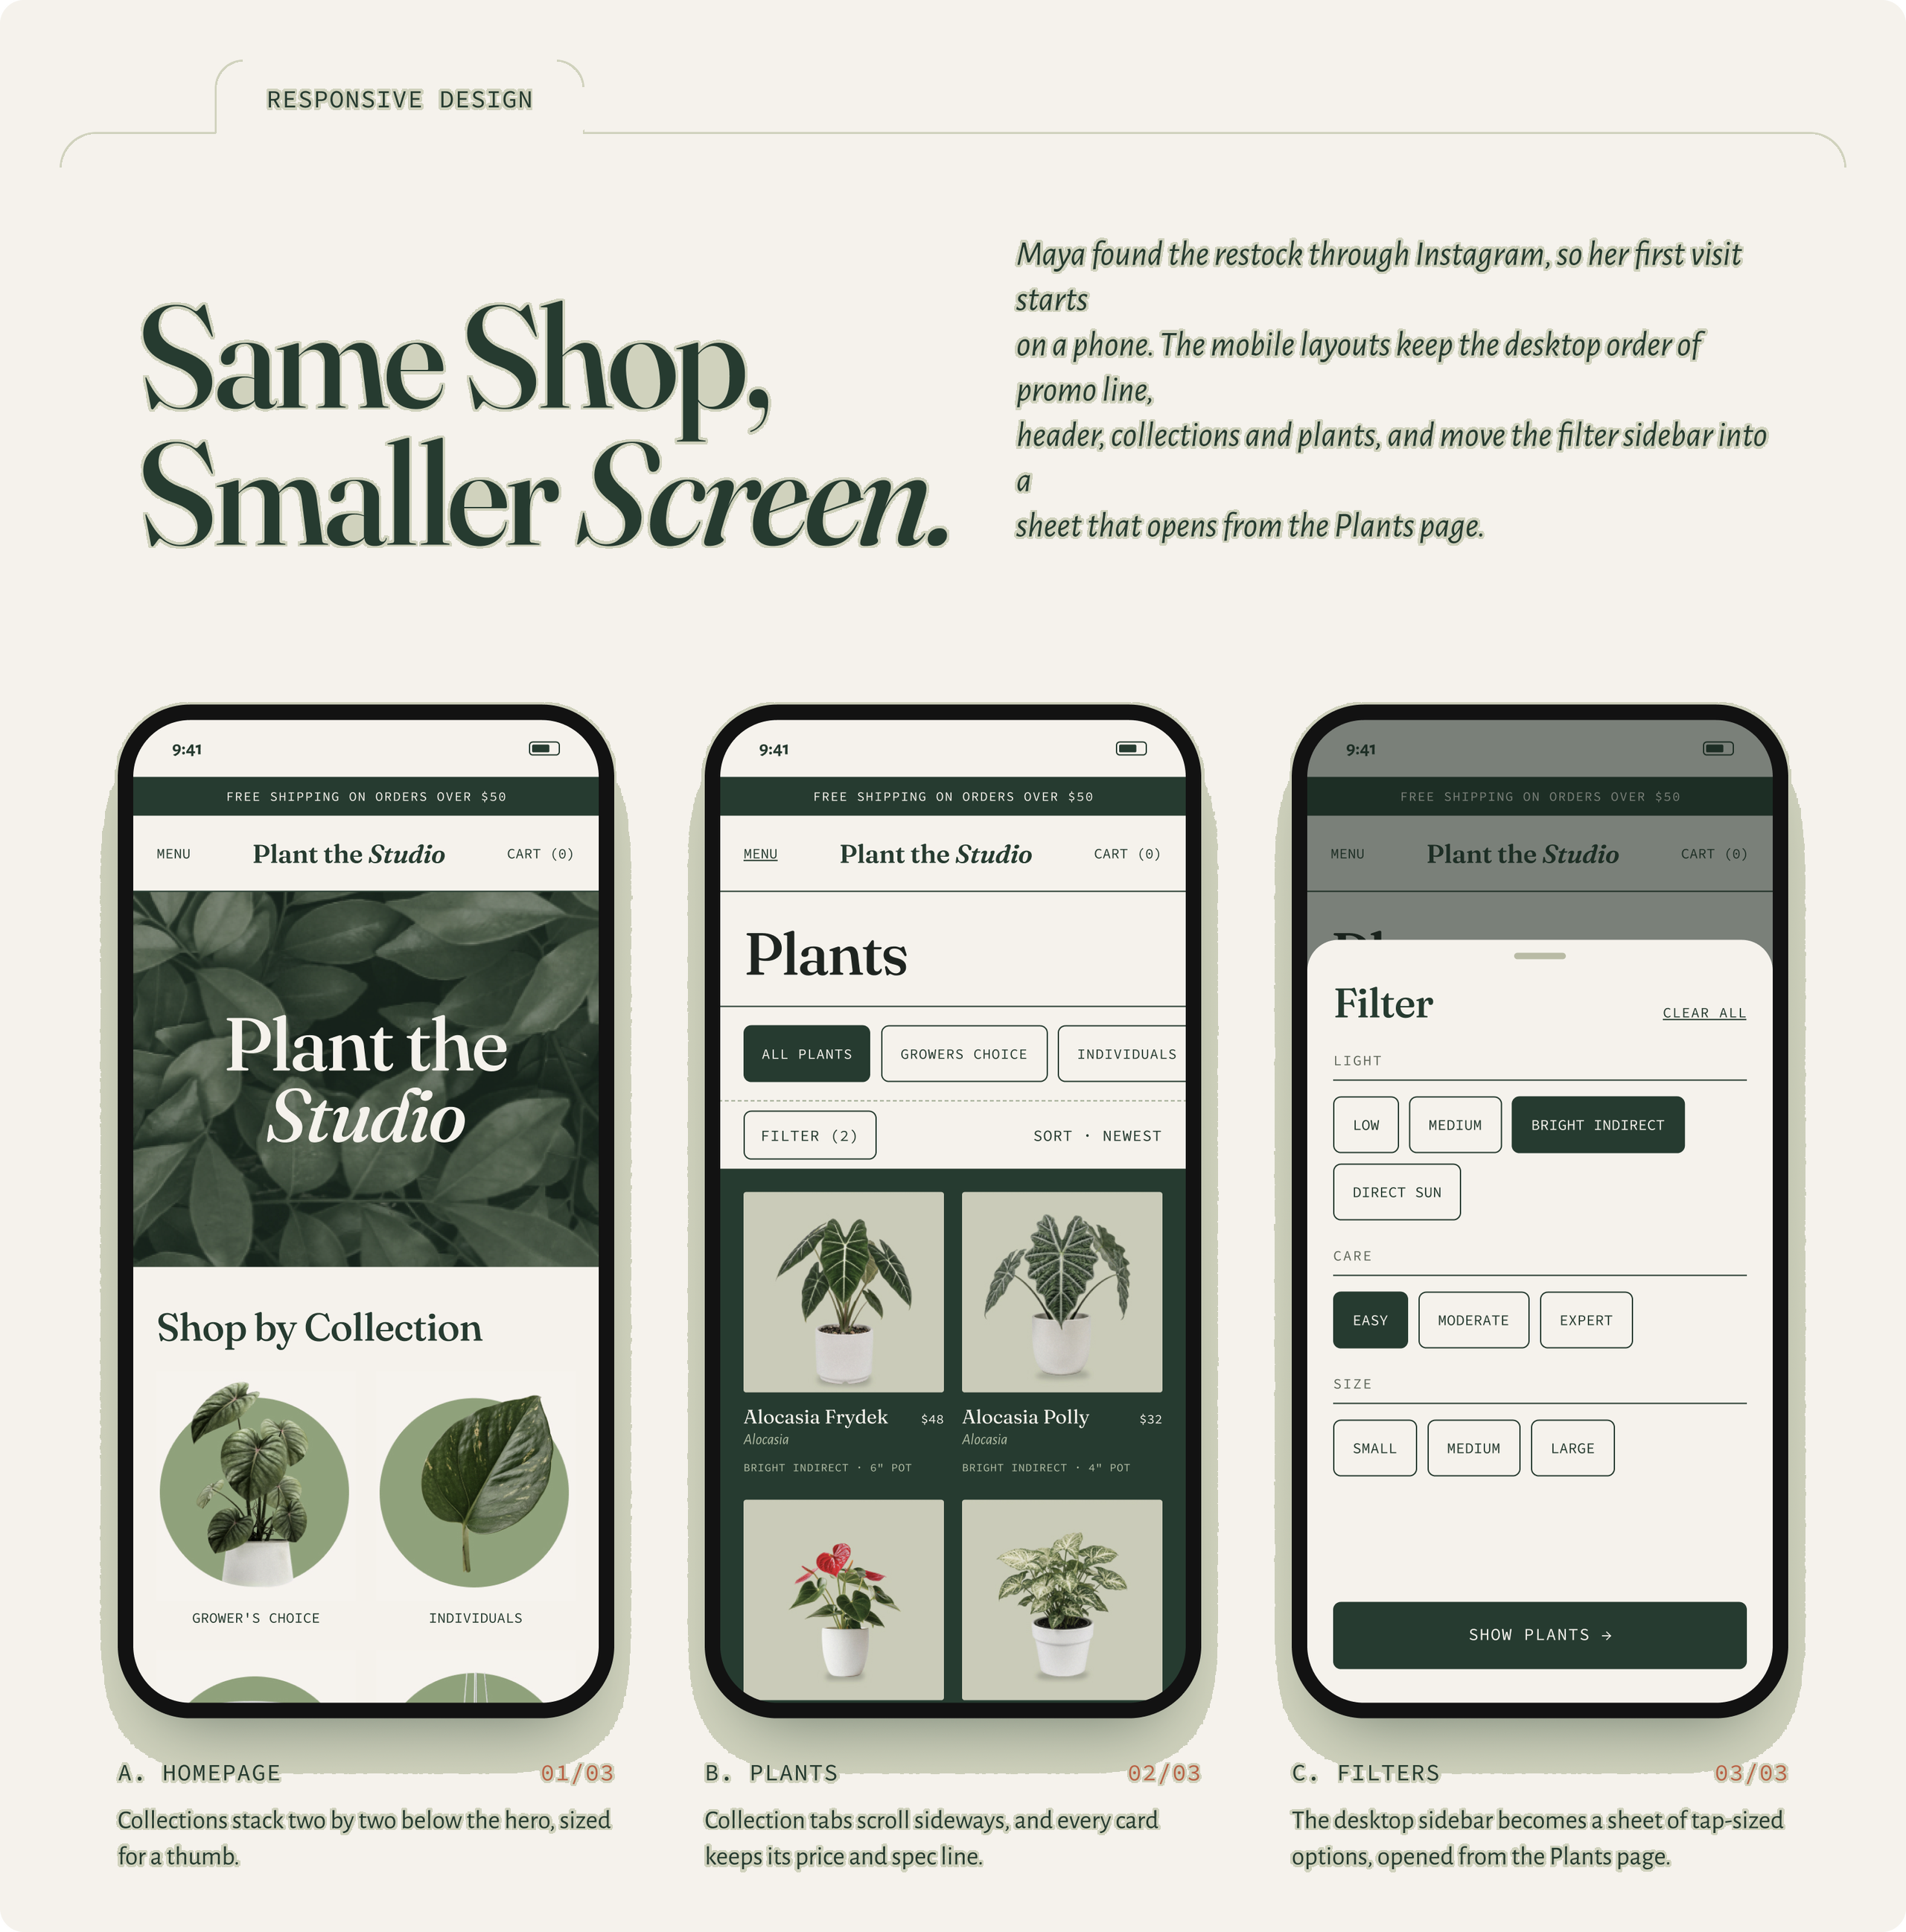 RESPONSIVE DESIGN
Same Shop,
Smaller Screen.
Maya found the restock through Instagram, so her first visit
starts
on a phone. The mobile layouts keep the desktop order of
promo line,
header, collections and plants, and move the filter sidebar into
a
sheet that opens from the Plants page.
9:41
FREE SHIPPING ON ORDERS OVER $50
MENU Plant the Studio CART (0)
Plant the
Studio
Shop by Collection
GROWER'S CHOICE INDIVIDUALS
A. HOMEPAGE 01/03
Collections stack two by two below the hero, sized
for a thumb.
9:41
FREE SHIPPING ON ORDERS OVER $50
MENU Plant the Studio CART (0)
Plants
ALL PLANTS GROWERS CHOICE INDIVIDUALS
FILTER (2) SORT · NEWEST
Alocasia Frydek $48 Alocasia Polly $32
Alocasia Alocasia
BRIGHT INDIRECT · 6" POT BRIGHT INDIRECT · 4" POT
B. PLANTS 02/03
Collection tabs scroll sideways, and every card
keeps its price and spec line.
9:41
FREE SHIPPING ON ORDERS OVER $50
MENU Plant the Studio CART (0)
Filter CLEAR ALL
LIGHT
LOW MEDIUM BRIGHT INDIRECT
DIRECT SUN
CARE
EASY MODERATE EXPERT
SIZE
SMALL MEDIUM LARGE
SHOW PLANTS →
C. FILTERS 03/03
The desktop sidebar becomes a sheet of tap-sized
options, opened from the Plants page.